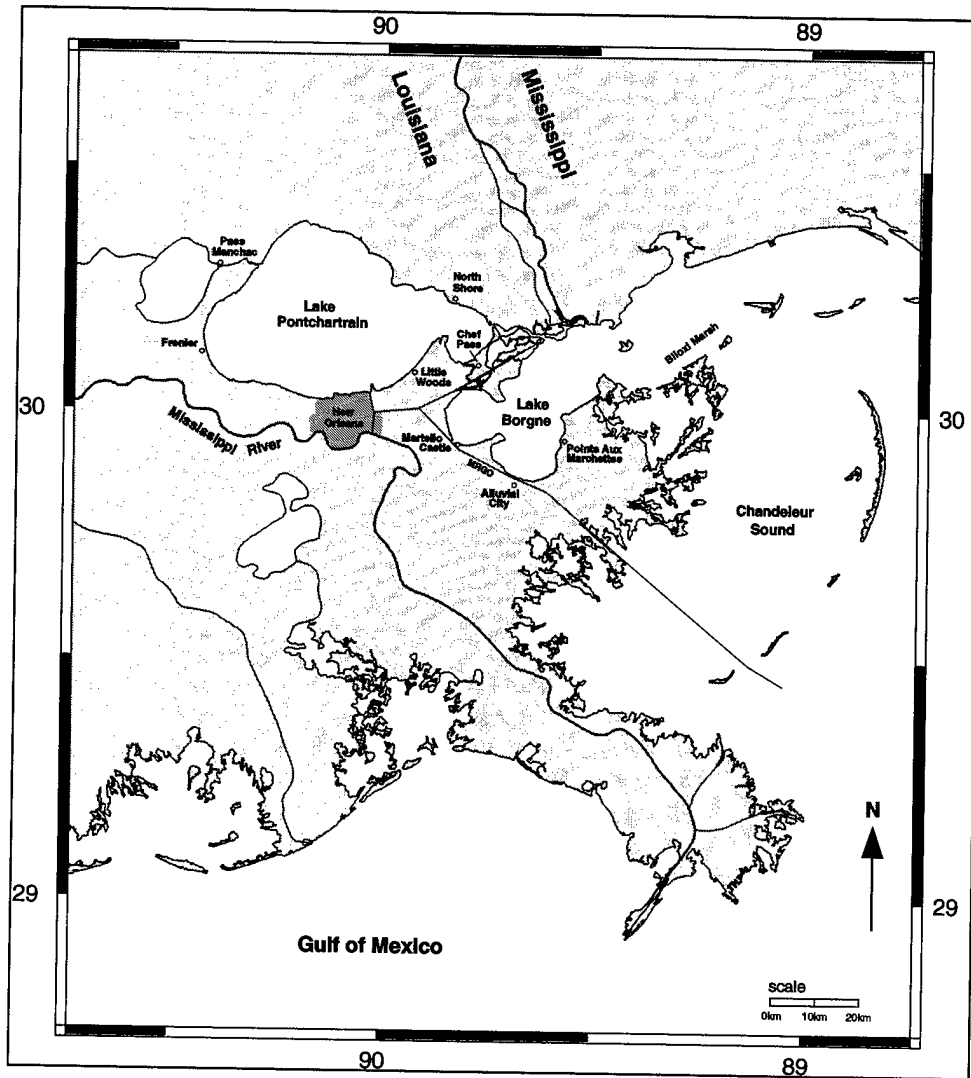 90
89
Louisiana
Mississippi
Pass
Manchac
North
Shore
Lake
Pontchartrain
Chef
Pass
Frenier
Little
Woods
Biloxi Marsh
30
30
Lake
Borgne
New
Orleans
Mississippi River
Martello
Castle
Pointe Aux
Marchettes
MRGO
Alluvial
City
Chandeleur
Sound
N
29
29
Gulf of Mexico
scale
0km 10km 20km
90
89